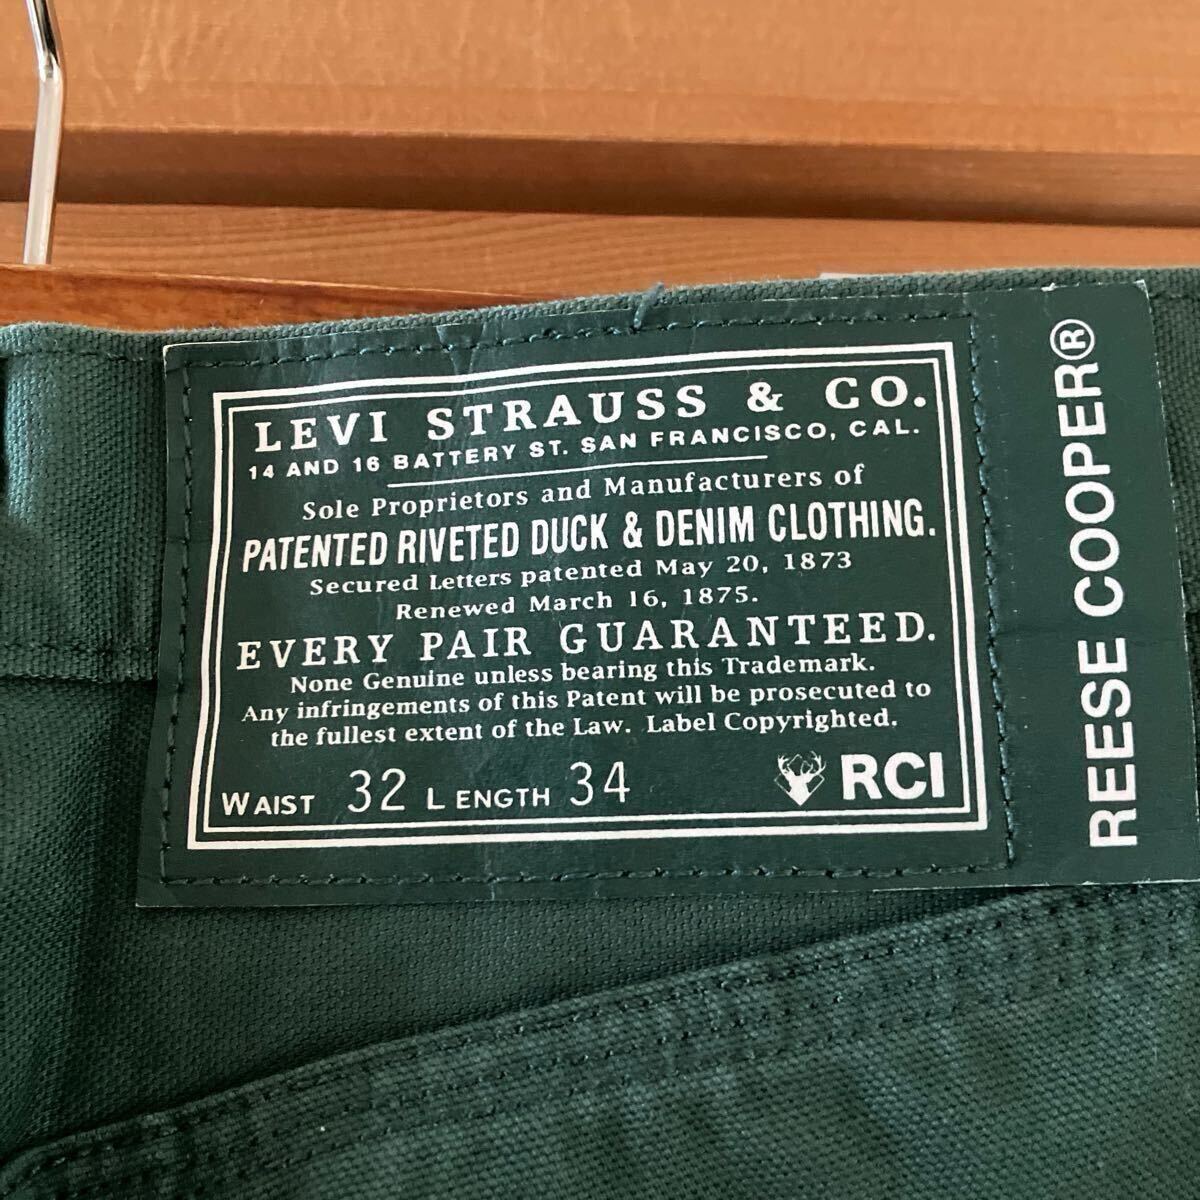 LEVI STRAUSS & CO.
14 AND 16 BATTERY ST. SAN FRANCISCO, CAL.
Sole Proprietors and Manufacturers of
PATENTED RIVETED DUCK & DENIM CLOTHING.
Secured Letters patented May 20, 1873
Renewed March 16, 1875.
EVERY PAIR GUARANTEED.
None Genuine unless bearing this Trademark.
Any infringements of this Patent will be prosecuted to
the fullest extent of the Law. Label Copyrighted.
WAIST 32 LENGTH 34 RCI
REESE COOPER®